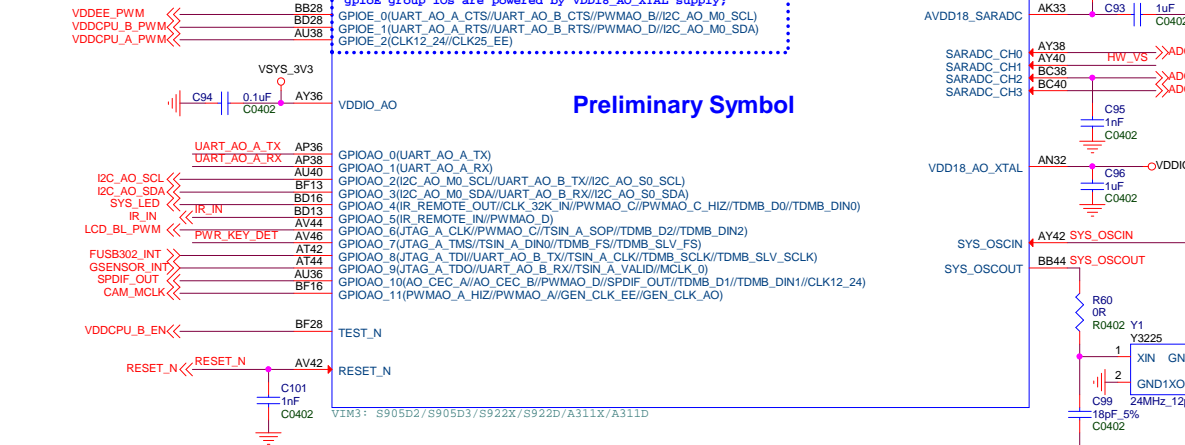 gpioE group IOs are powered by VDD18_AO_XTAL supply;
VDDEE_PWM BB28 GPIOE_0(UART_AO_A_CTS//UART_AO_B_CTS//PWMAO_B//I2C_AO_M0_SCL)
VDDCPU_B_PWM BD28 GPIOE_1(UART_AO_A_RTS//UART_AO_B_RTS//PWMAO_D//I2C_AO_M0_SDA)
VDDCPU_A_PWM AU38 GPIOE_2(CLK12_24//CLK25_EE)
AVDD18_SARADC AK33 C93 1uF
C0402
SARADC_CH0 AY38
SARADC_CH1 AY40 HW_VS
SARADC_CH2 BC38
SARADC_CH3 BC40
VSYS_3V3
C94 0.1uF AY36 VDDIO_AO
C0402
Preliminary Symbol
C95
1nF
C0402
UART_AO_A_TX AP36 GPIOAO_0(UART_AO_A_TX)
UART_AO_A_RX AP38 GPIOAO_1(UART_AO_A_RX)
I2C_AO_SCL AU40 GPIOAO_2(I2C_AO_M0_SCL//UART_AO_B_TX//I2C_AO_S0_SCL)
I2C_AO_SDA BF13 GPIOAO_3(I2C_AO_M0_SDA//UART_AO_B_RX//I2C_AO_S0_SDA)
SYS_LED BD16 GPIOAO_4(IR_REMOTE_OUT//CLK_32K_IN//PWMAO_C//PWMAO_C_HIZ//TDMB_D0//TDMB_DIN0)
IR_IN IR_IN BD13 GPIOAO_5(IR_REMOTE_IN//PWMAO_D)
LCD_BL_PWM AV44 GPIOAO_6(JTAG_A_CLK//PWMAO_C//TSIN_A_SOP//TDMB_D2//TDMB_DIN2)
PWR_KEY_DET AV46 GPIOAO_7(JTAG_A_TMS//TSIN_A_DIN0//TDMB_FS//TDMB_SLV_FS)
FUSB302_INT AT42 GPIOAO_8(JTAG_A_TDI//UART_AO_B_TX//TSIN_A_CLK//TDMB_SCLK//TDMB_SLV_SCLK)
GSENSOR_INT AT44 GPIOAO_9(JTAG_A_TDO//UART_AO_B_RX//TSIN_A_VALID//MCLK_0)
SPDIF_OUT AU36 GPIOAO_10(AO_CEC_A//AO_CEC_B//PWMAO_D//SPDIF_OUT//TDMB_D1//TDMB_DIN1//CLK12_24)
CAM_MCLK BF16 GPIOAO_11(PWMAO_A_HIZ//PWMAO_A//GEN_CLK_EE//GEN_CLK_AO)
VDD18_AO_XTAL AN32
C96
1uF
C0402
SYS_OSCIN AY42 SYS_OSCIN
SYS_OSCOUT BB44 SYS_OSCOUT
R60
0R
R0402
Y1
Y3225
1 XIN
2 GND1
24MHz_12p
C99
18pF_5%
C0402
VDDCPU_B_EN BF28 TEST_N
RESET_N RESET_N AV42 RESET_N
C101
1nF
C0402
VIM3: S905D2/S905D3/S922X/S922D/A311X/A311D